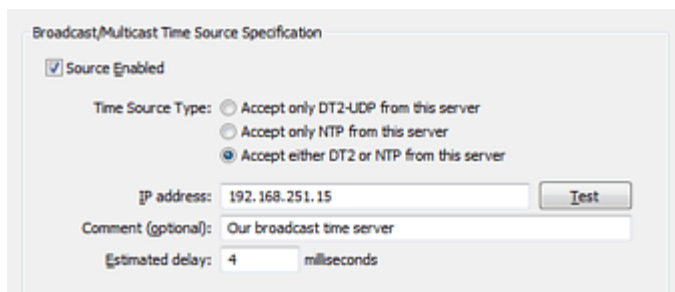 Broadcast/Multicast Time Source Specification
Source Enabled
Time Source Type: Accept only DT2-UDP from this server
Accept only NTP from this server
Accept either DT2 or NTP from this server
IP address: 192.168.251.15 Test
Comment (optional): Our broadcast time server
Estimated delay: 4 milliseconds